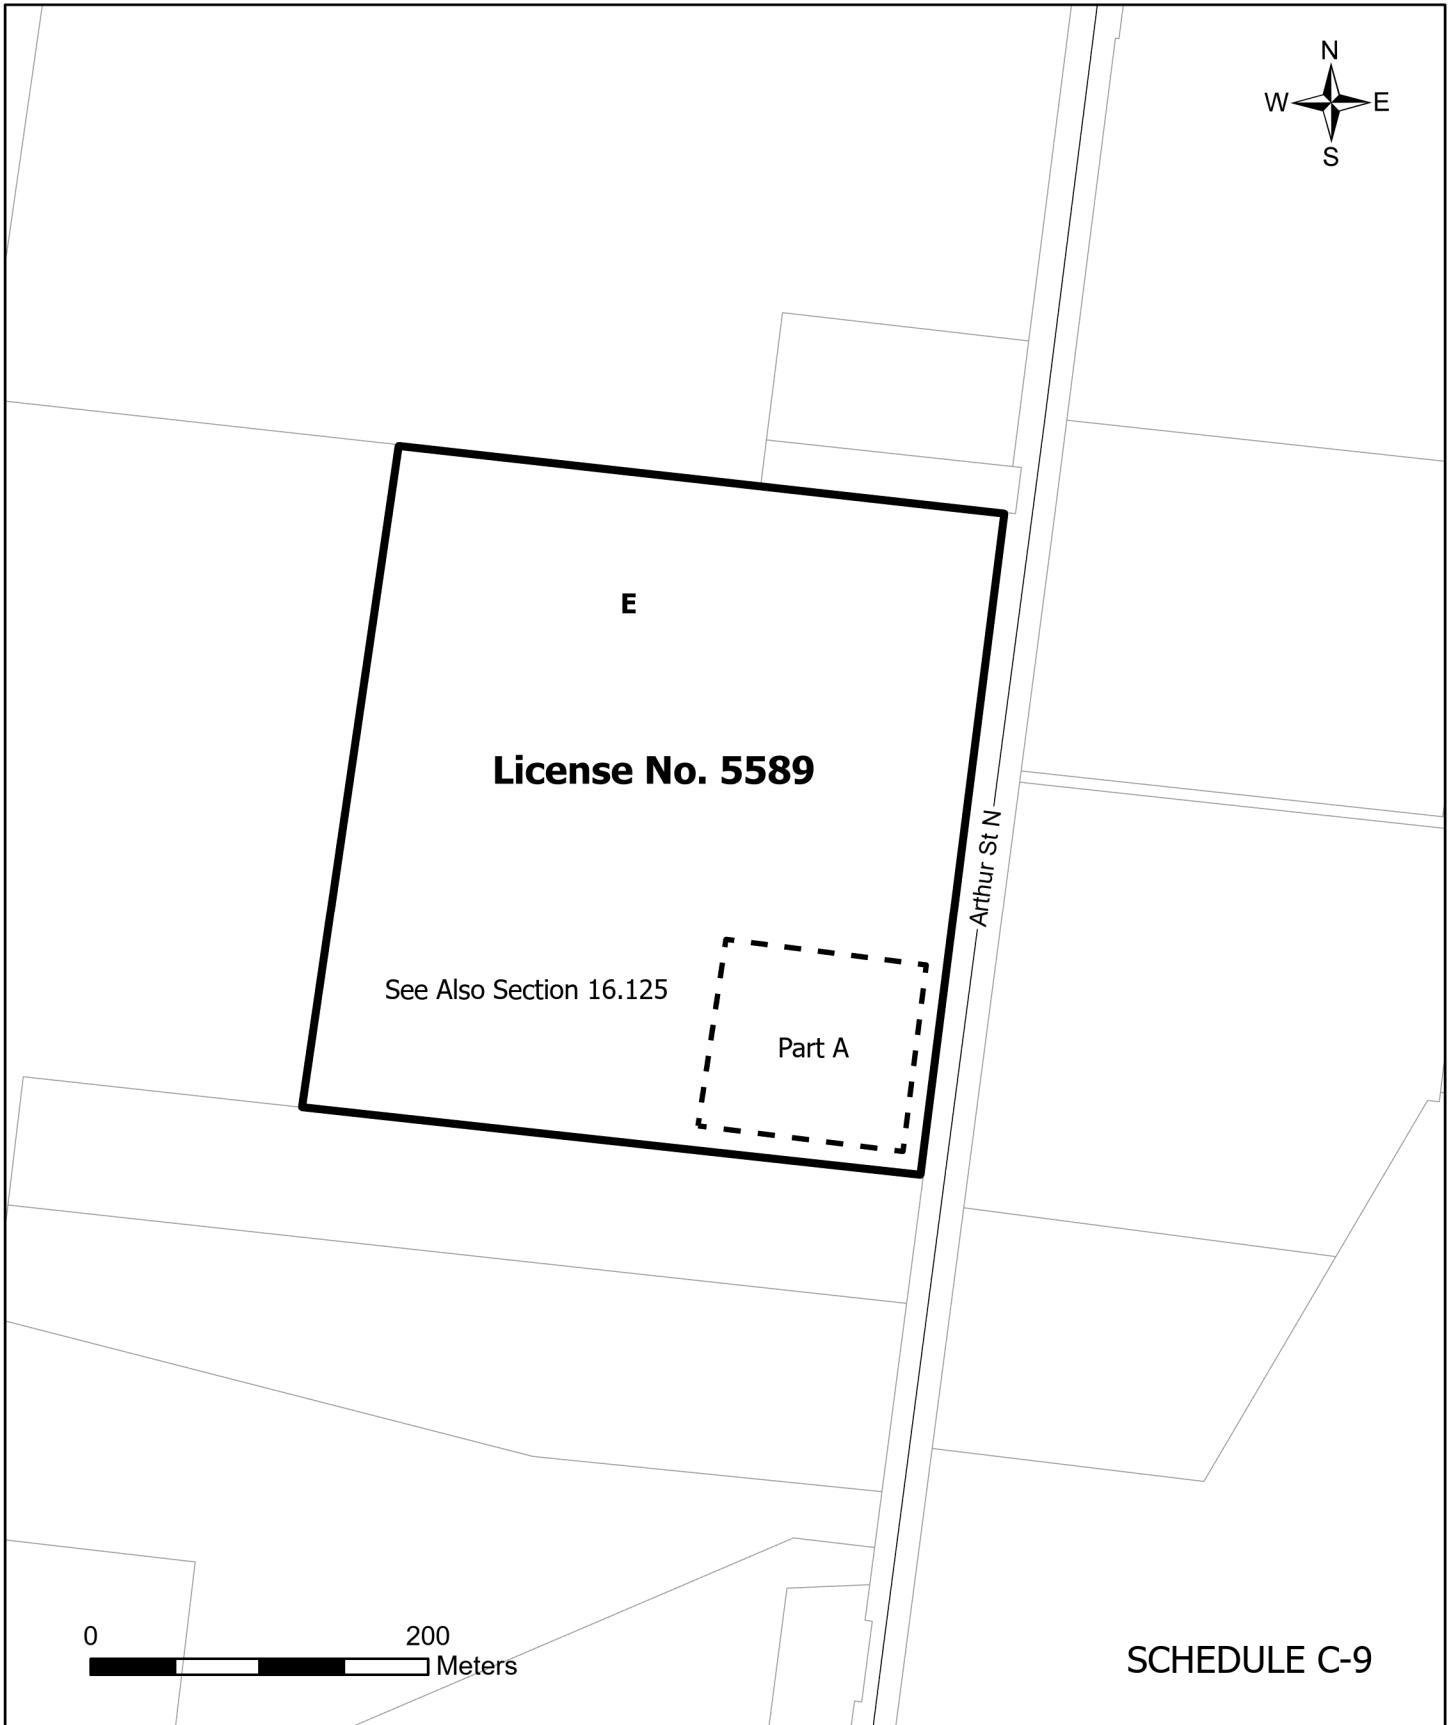 N
W E
S
E
License No. 5589
Arthur St N
See Also Section 16.125
Part A
0 200
Meters
SCHEDULE C-9